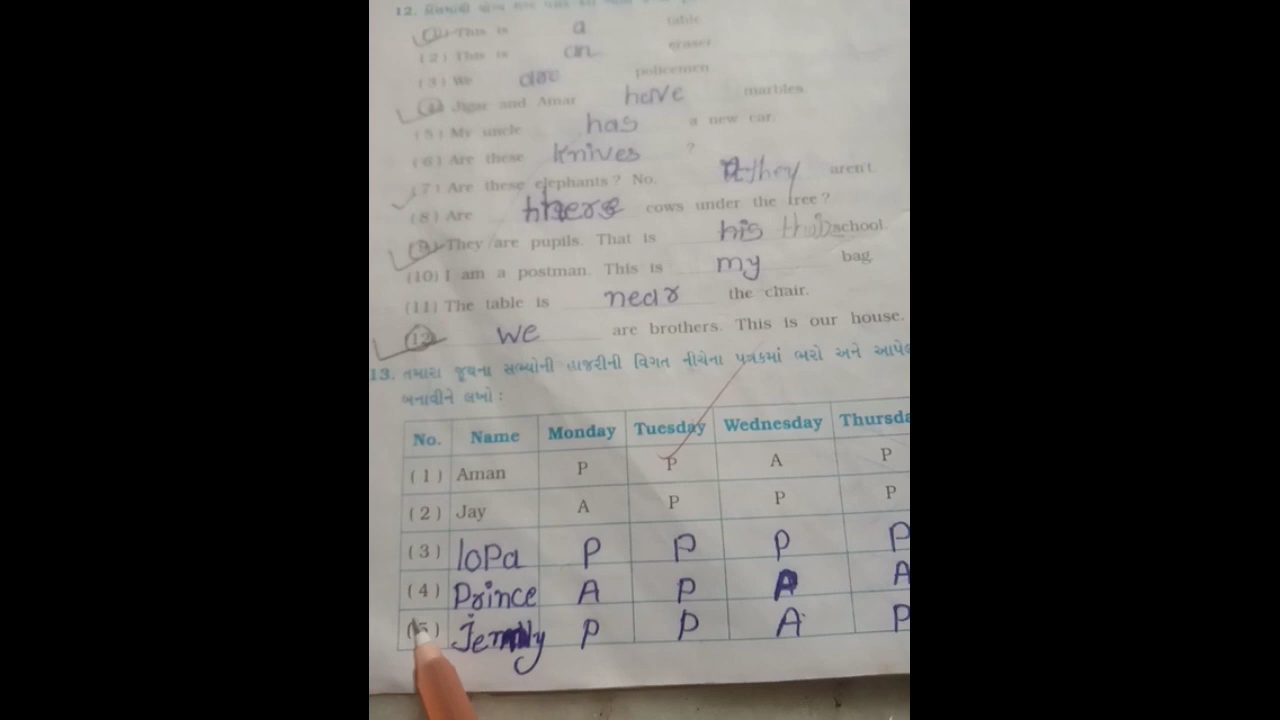 12.
(1) This is a table
(2) This is an eraser
(3) We are policemen
(4) Jigar and Amar have marbles
(5) My uncle has a new car.
(6) Are these knives ?
(7) Are these elephants? No. they aren't
(8) Are there cows under the tree?
(9) They are pupils. That is his school.
(10) I am a postman. This is my bag
(11) The table is near the chair.
(12) we are brothers. This is our house.
13. તમારા જૂથના સભ્યોની હાજરીની વિગત નીચેના પત્રકમાં ભરો અને
બનાવીને લખો :
No. Name Monday Tuesday Wednesday Thursda
(1) Aman P P A P
(2) Jay A P P P
(3) lopa P P P P
(4) Prince A P A A
(5) Jenny P P A P